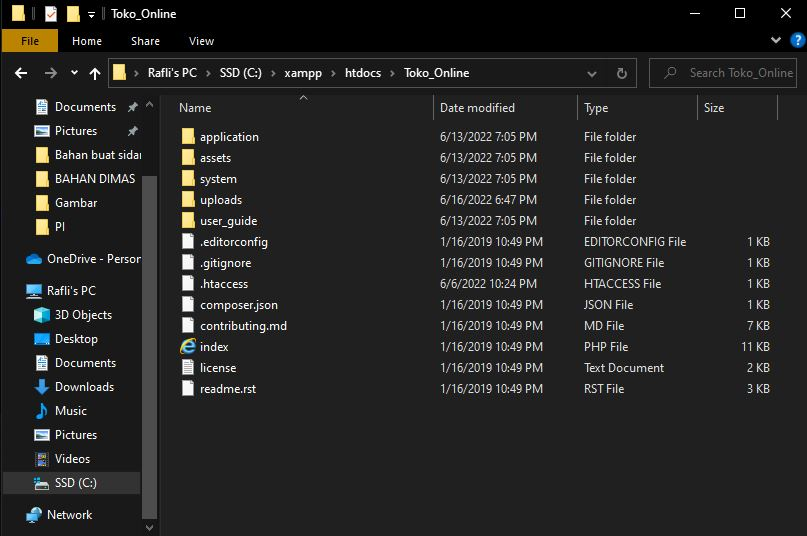 Toko_Online
File Home Share View
Rafli's PC SSD (C:) xampp htdocs Toko_Online Search Toko_Online
Documents
Pictures
Bahan buat sidan
BAHAN DIMAS
Gambar
PI
OneDrive - Person
Rafli's PC
3D Objects
Desktop
Documents
Downloads
Music
Pictures
Videos
SSD (C:)
Network
Name Date modified Type Size
application 6/13/2022 7:05 PM File folder
assets 6/13/2022 7:05 PM File folder
system 6/13/2022 7:05 PM File folder
uploads 6/16/2022 6:47 PM File folder
user_guide 6/13/2022 7:05 PM File folder
.editorconfig 1/16/2019 10:49 PM EDITORCONFIG File 1 KB
.gitignore 1/16/2019 10:49 PM GITIGNORE File 1 KB
.htaccess 6/6/2022 10:24 PM HTACCESS File 1 KB
composer.json 1/16/2019 10:49 PM JSON File 1 KB
contributing.md 1/16/2019 10:49 PM MD File 7 KB
index 1/16/2019 10:49 PM PHP File 11 KB
license 1/16/2019 10:49 PM Text Document 2 KB
readme.rst 1/16/2019 10:49 PM RST File 3 KB